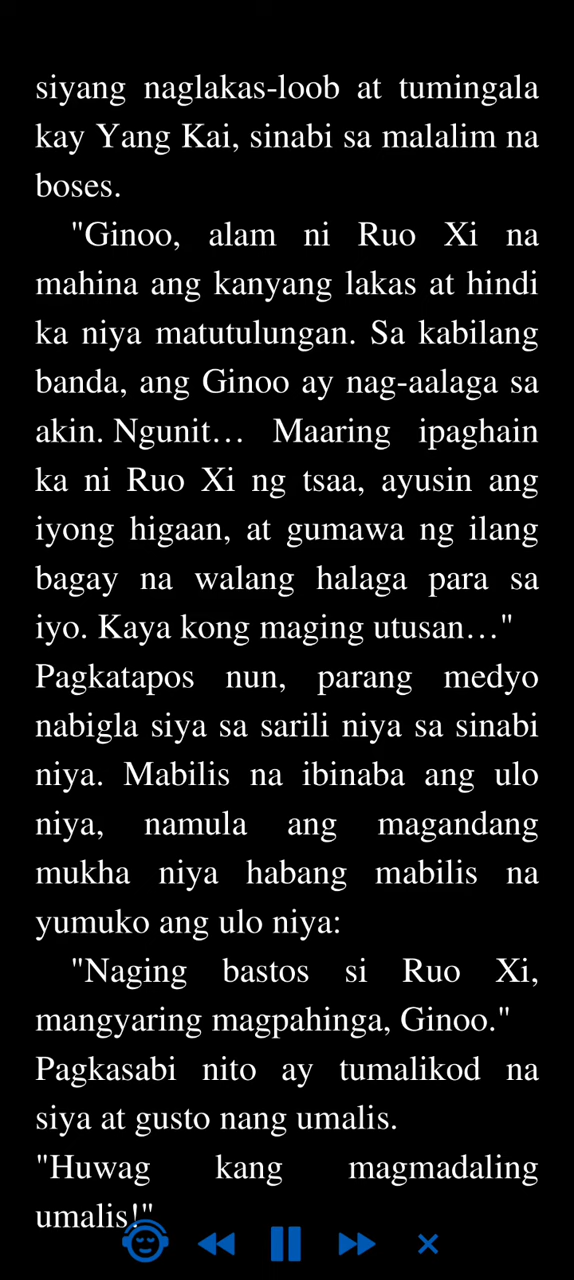 siyang naglakas-loob at tumingala
kay Yang Kai, sinabi sa malalim na
boses.
"Ginoo, alam ni Ruo Xi na
mahina ang kanyang lakas at hindi
ka niya matutulungan. Sa kabilang
banda, ang Ginoo ay nag-aalaga sa
akin. Ngunit… Maaring ipaghain
ka ni Ruo Xi ng tsaa, ayusin ang
iyong higaan, at gumawa ng ilang
bagay na walang halaga para sa
iyo. Kaya kong maging utusan…"
Pagkatapos nun, parang medyo
nabigla siya sa sarili niya sa sinabi
niya. Mabilis na ibinaba ang ulo
niya, namula ang magandang
mukha niya habang mabilis na
yumuko ang ulo niya:
"Naging bastos si Ruo Xi,
mangyaring magpahinga, Ginoo."
Pagkasabi nito ay tumalikod na
siya at gusto nang umalis.
"Huwag kang magmadaling
umalis!"